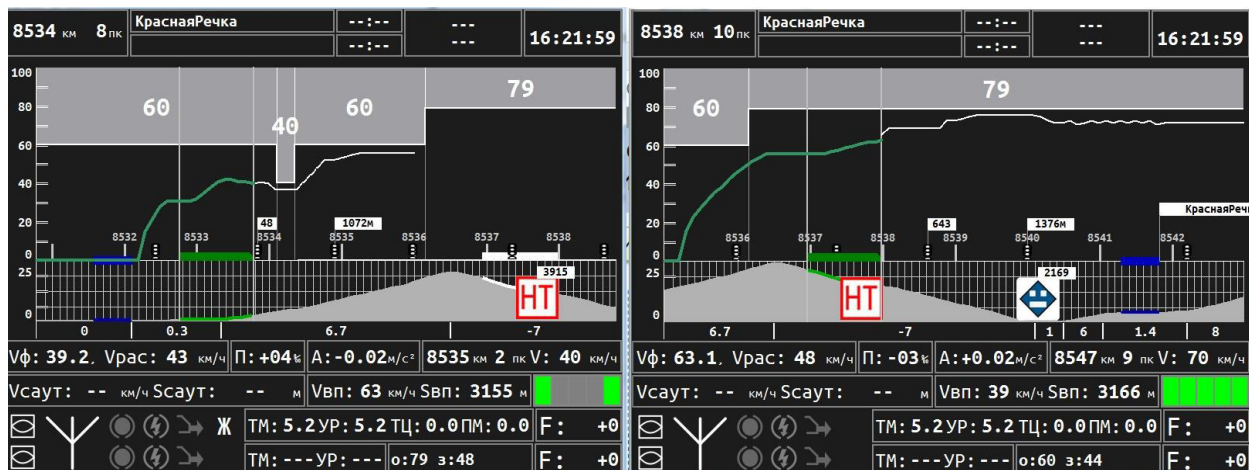 8534 км 8 пк
КраснаяРечка
--:--
---
16:21:59
--:--
---
100
80
60
40
20
0
60
40
60
79
48
1072м
8532
8533
8534
8535
8536
8537
8538
3915
25
0
НТ
0
0.3
6.7
-7
Vф: 39.2. Vрас: 43 км/ч
П: +04‰
А:-0.02м/с²
8535 км 2 пк V: 40 км/ч
Vсаут: -- км/ч Sсаут: -- м
Vвп: 63 км/ч Sвп: 3155 м
Ж
ТМ: 5.2 УР: 5.2 ТЦ: 0.0 ПМ: 0.0
F: +0
ТМ: --- УР: ---
о:79 з:48
F: +0
8538 км 10 пк
КраснаяРечка
--:--
---
16:21:59
--:--
---
100
80
60
40
20
0
60
79
КраснаяРеч
643
1376м
8536
8537
8538
8539
8540
8541
8542
2169
25
0
НТ
6.7
-7
1
6
1.4
8
Vф: 63.1. Vрас: 48 км/ч
П: -03‰
А:+0.02м/с²
8547 км 9 пк V: 70 км/ч
Vсаут: -- км/ч Sсаут: -- м
Vвп: 39 км/ч Sвп: 3166 м
ТМ: 5.2 УР: 5.2 ТЦ: 0.0 ПМ: 0.0
F: +0
ТМ: --- УР: ---
о:60 з:44
F: +0